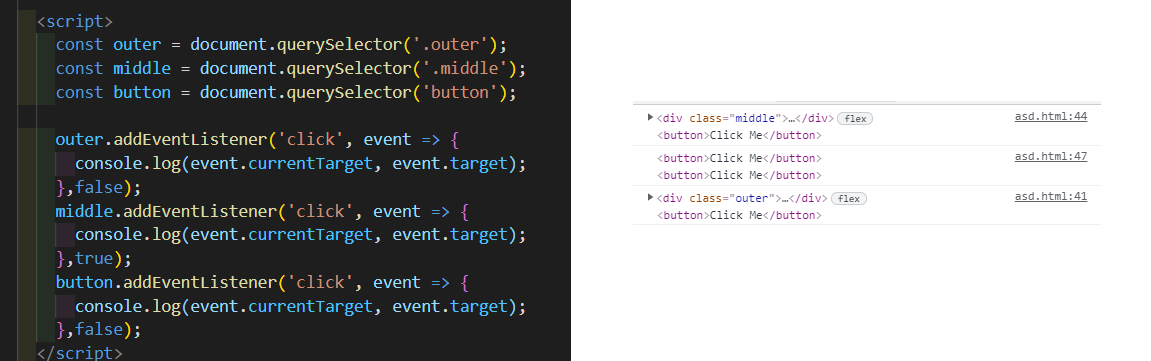 <script>
const outer = document.querySelector('.outer');
const middle = document.querySelector('.middle');
const button = document.querySelector('button');
outer.addEventListener('click', event => {
console.log(event.currentTarget, event.target);
},false);
middle.addEventListener('click', event => {
console.log(event.currentTarget, event.target);
},true);
button.addEventListener('click', event => {
console.log(event.currentTarget, event.target);
},false);
</script>
<div class="middle">…</div> flex asd.html:44
<button>Click Me</button>
<button>Click Me</button> asd.html:47
<button>Click Me</button>
<div class="outer">…</div> flex asd.html:41
<button>Click Me</button>